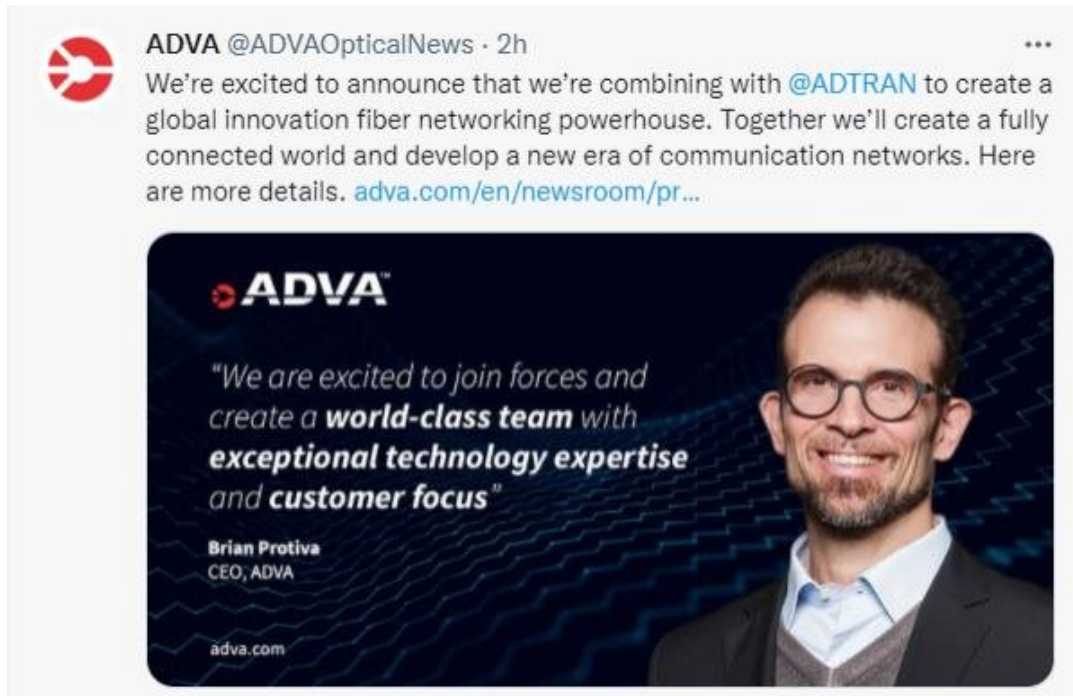 ADVA @ADVAOpticalNews · 2h
We’re excited to announce that we’re combining with @ADTRAN to create a
global innovation fiber networking powerhouse. Together we’ll create a fully
connected world and develop a new era of communication networks. Here
are more details. adva.com/en/newsroom/pr...
ADVA™
“We are excited to join forces and
create a world-class team with
exceptional technology expertise
and customer focus”
Brian Protiva
CEO, ADVA
adva.com